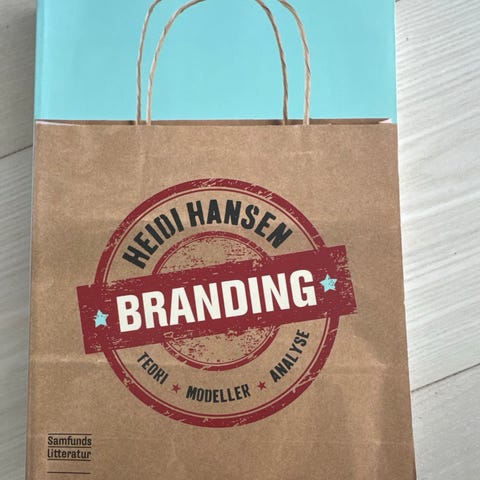 HEIDI HANSEN
BRANDING
TEORI ★ MODELLER ★ ANALYSE
Samfunds
litteratur